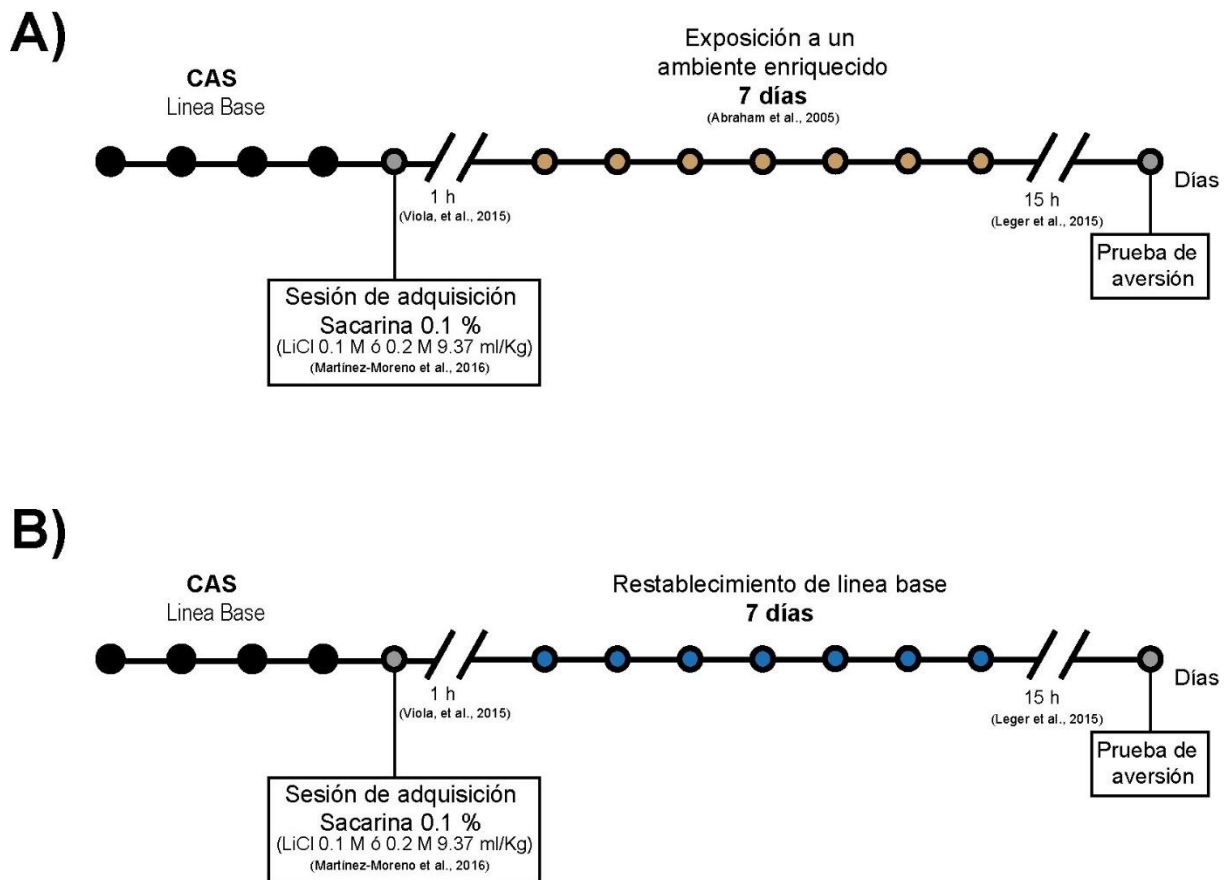 A)
CAS
Linea Base
Exposición a un
ambiente enriquecido
7 días
(Abraham et al., 2005)
1 h
(Viola, et al., 2015)
15 h
(Leger et al., 2015)
Días
Sesión de adquisición
Sacarina 0.1 %
(LiCl 0.1 M ó 0.2 M 9.37 ml/Kg)
(Martínez-Moreno et al., 2016)
Prueba de
aversión
B)
CAS
Linea Base
Restablecimiento de linea base
7 días
1 h
(Viola, et al., 2015)
15 h
(Leger et al., 2015)
Días
Sesión de adquisición
Sacarina 0.1 %
(LiCl 0.1 M ó 0.2 M 9.37 ml/Kg)
(Martínez-Moreno et al., 2016)
Prueba de
aversión